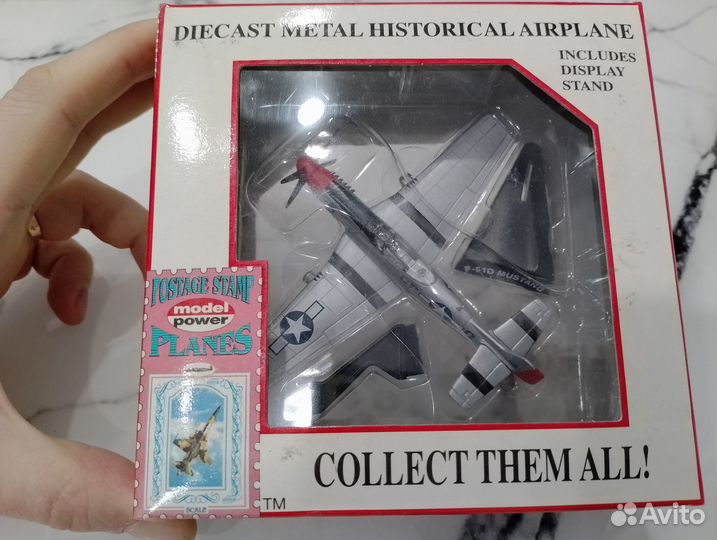 DIECAST METAL HISTORICAL AIRPLANE
INCLUDES
DISPLAY
STAND
P-51D MUSTANG
POSTAGE STAMP
model
power
PLANES
SCALE
TM
COLLECT THEM ALL!
Avito